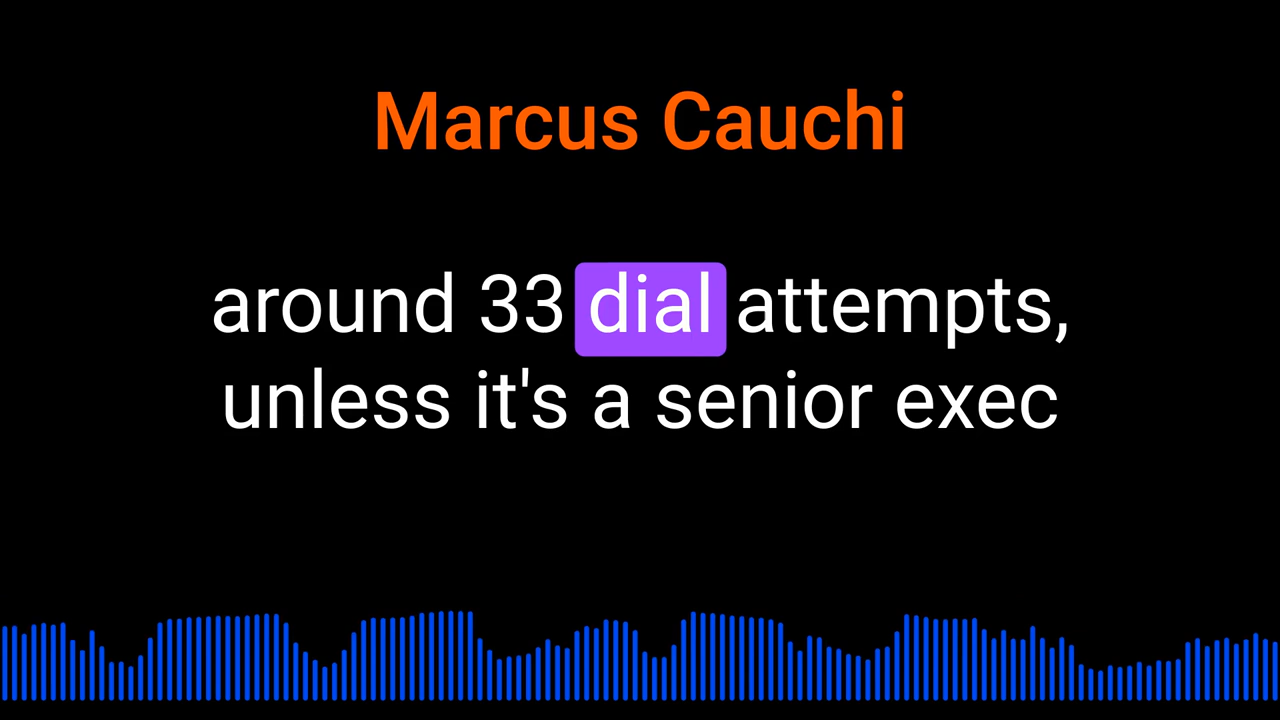 Marcus Cauchi
around 33 dial attempts,
unless it's a senior exec